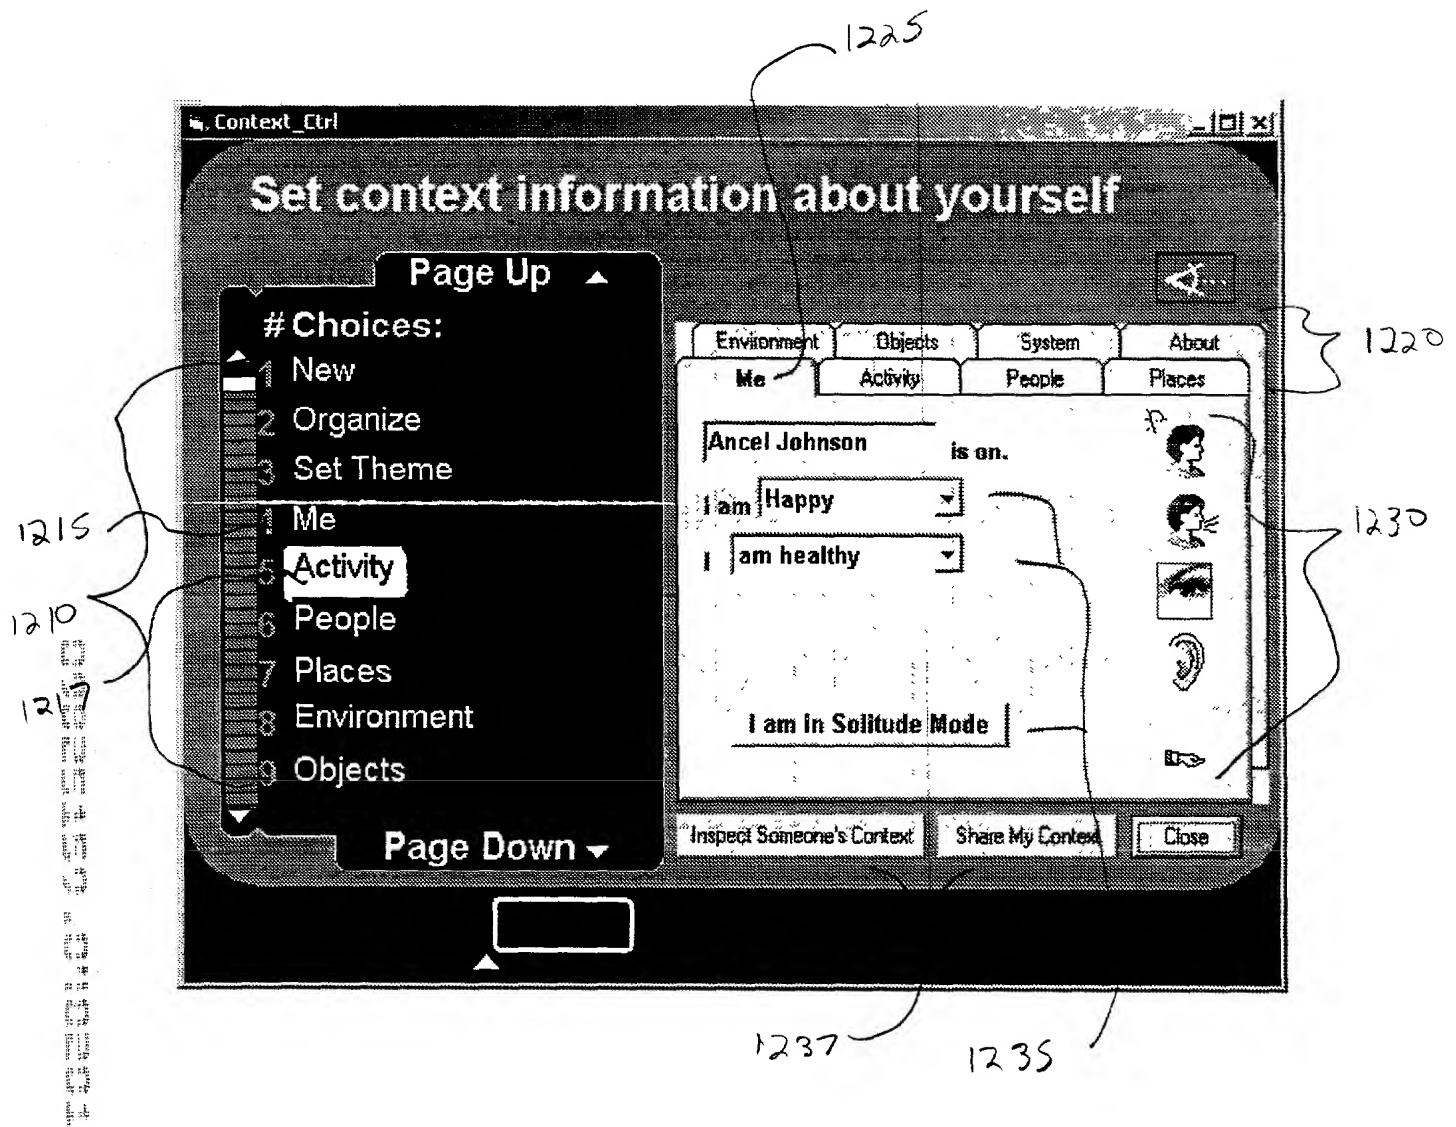 1225
Context_Ctrl
Set context information about yourself
Page Up
# Choices:
1 New
2 Organize
3 Set Theme
Me
5 Activity
6 People
7 Places
8 Environment
9 Objects
Page Down
Environment Objects System About
Me Activity People Places
Ancel Johnson is on.
I am Happy
I am healthy
I am in Solitude Mode
Inspect Someone's Context Share My Context Close
1220
1230
1215
1210
1217
1237
1235